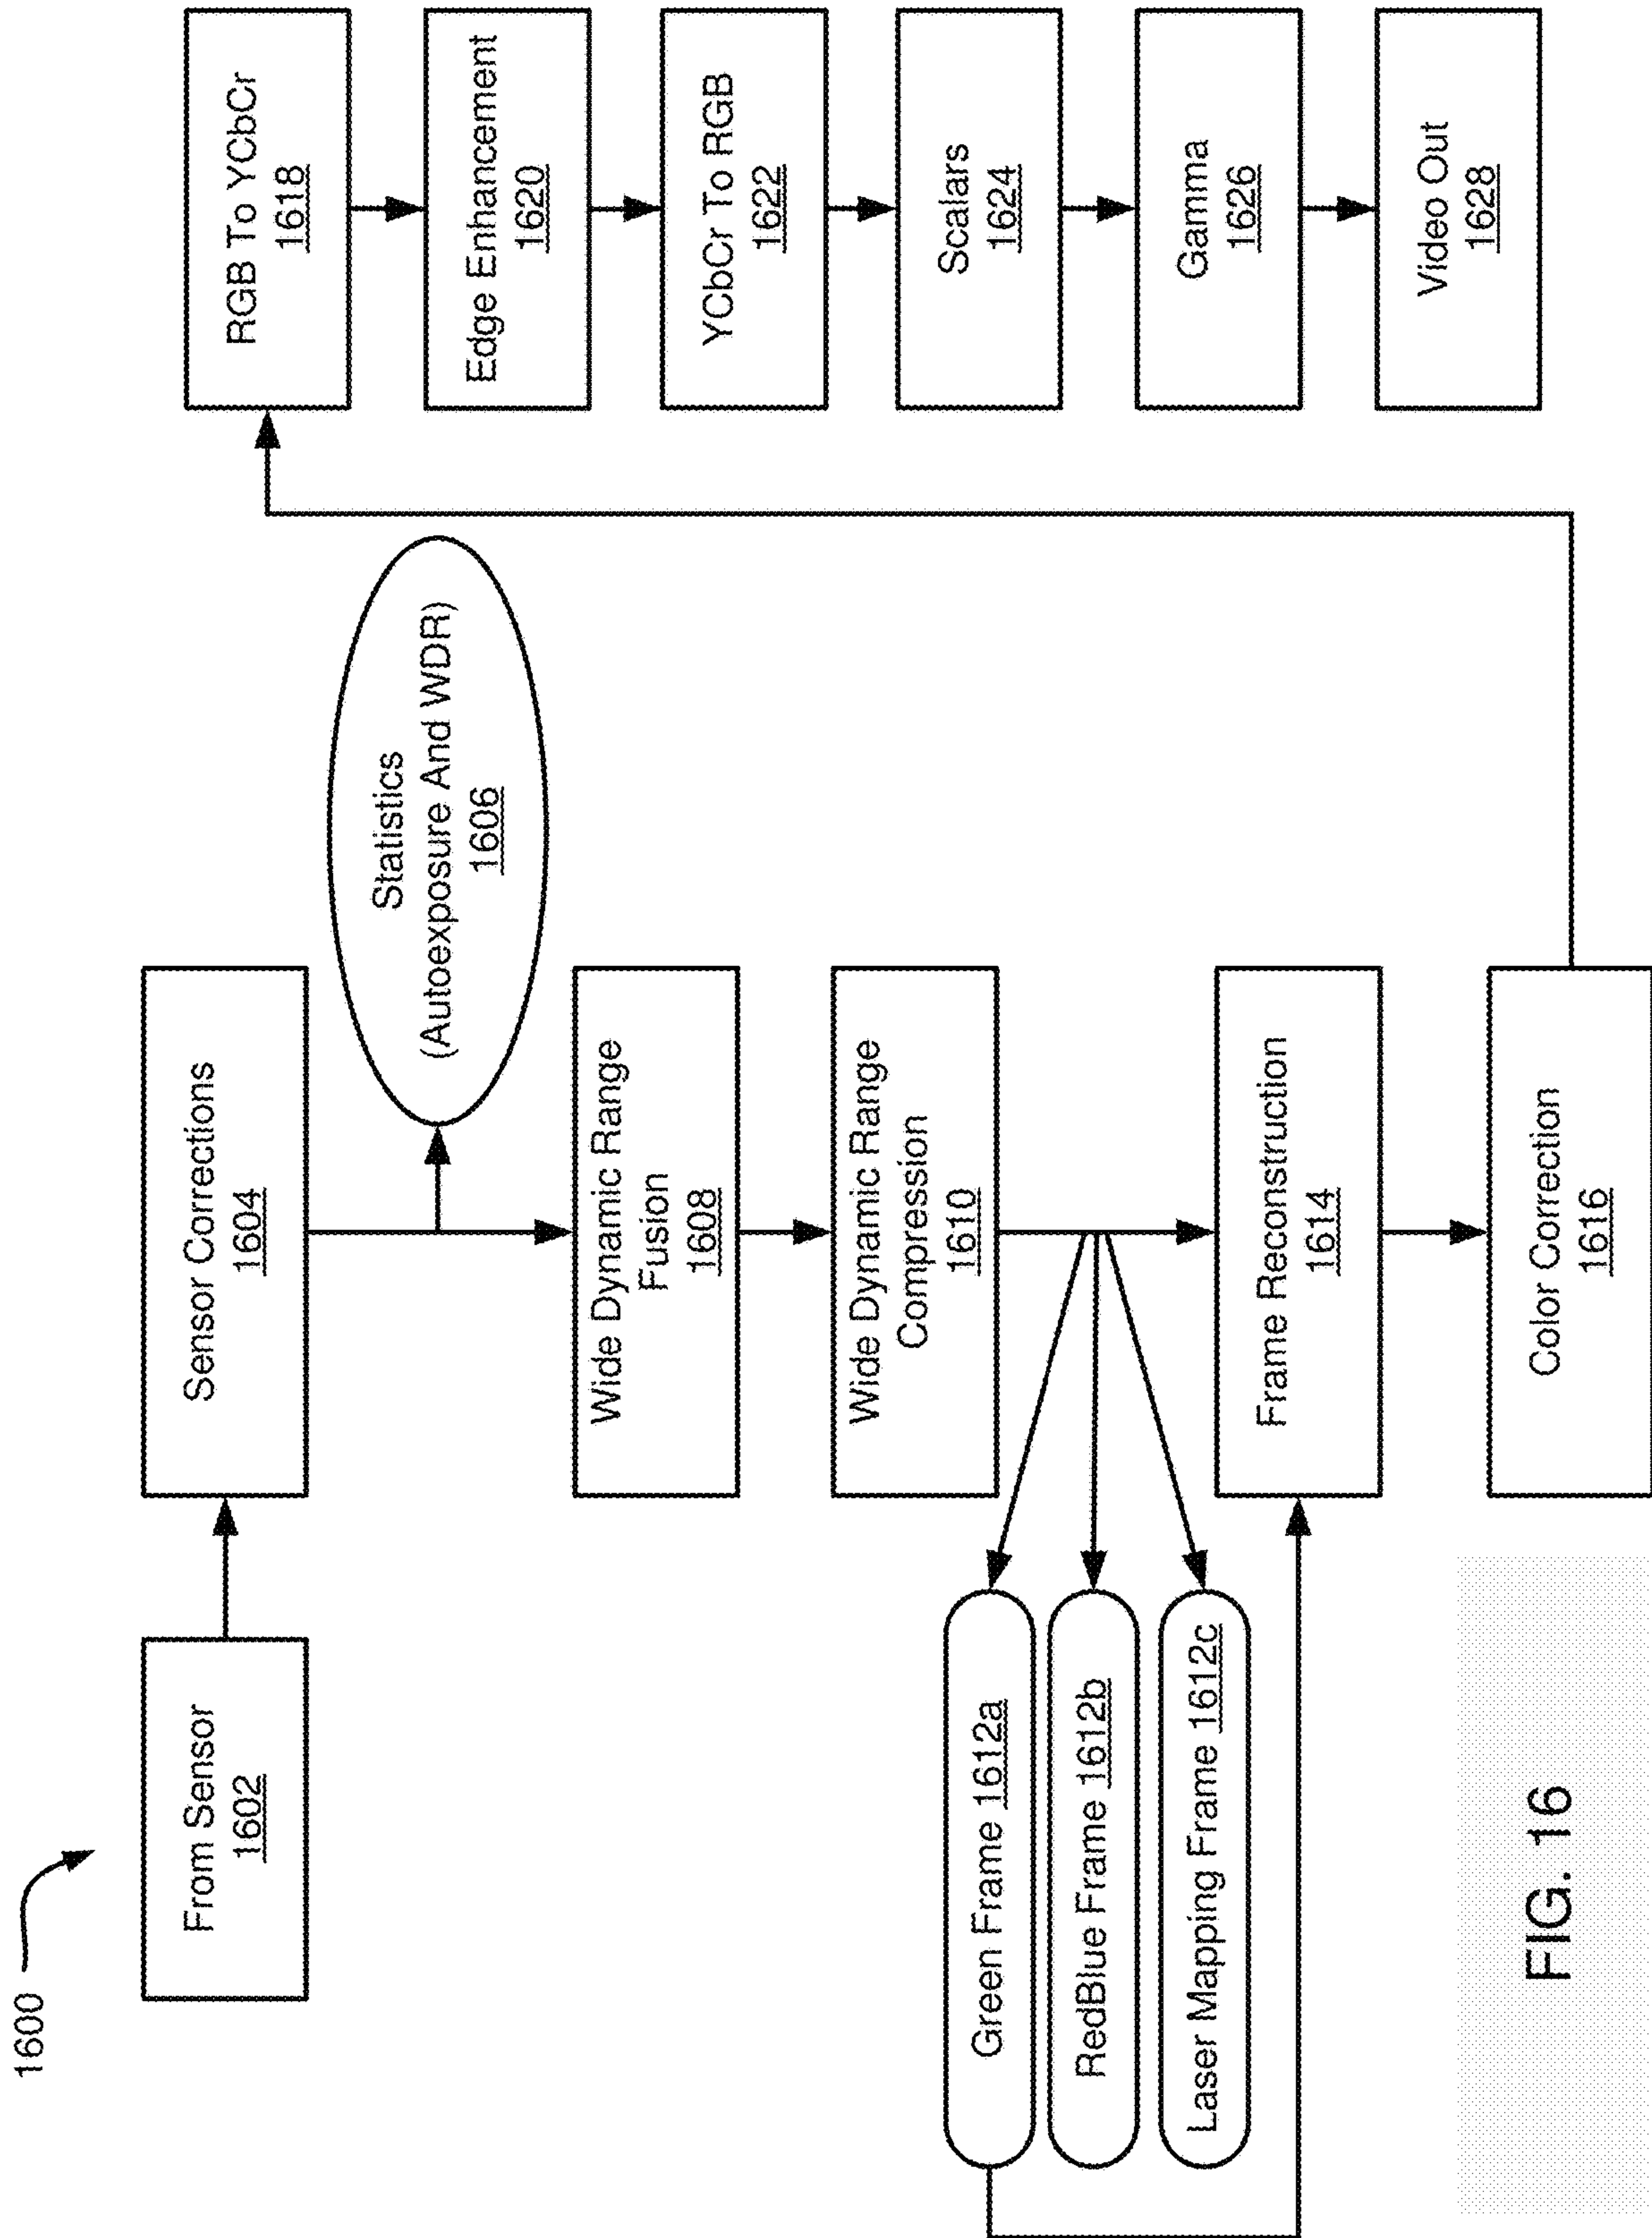 1600
From Sensor
1602
Sensor Corrections
1604
Statistics
(Autoexposure And WDR)
1606
Wide Dynamic Range
Fusion
1608
Wide Dynamic Range
Compression
1610
Green Frame 1612a
RedBlue Frame 1612b
Laser Mapping Frame 1612c
Frame Reconstruction
1614
Color Correction
1616
RGB To YCbCr
1618
Edge Enhancement
1620
YCbCr To RGB
1622
Scalars
1624
Gamma
1626
Video Out
1628
FIG. 16